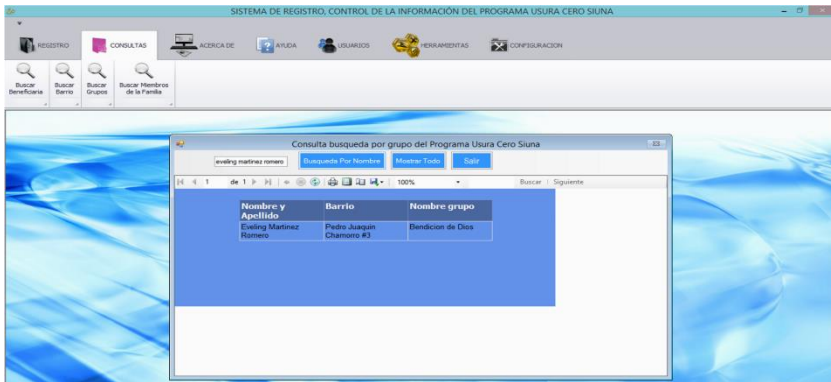 SISTEMA DE REGISTRO, CONTROL DE LA INFORMACIÓN DEL PROGRAMA USURA CERO SIUNA
REGISTRO CONSULTAS ACERCA DE AYUDA USUARIOS HERRAMIENTAS CONFIGURACION
Buscar Beneficiaria Buscar Barrio Buscar Grupos Buscar Miembros de la Familia
Consulta busqueda por grupo del Programa Usura Cero Siuna
eveling martinez romero Busqueda Por Nombre Mostrar Todo Salir
1 de 1 100% Buscar | Siguiente
Nombre y Apellido Barrio Nombre grupo
Eveling Martinez Romero Pedro Juaquin Chamorro #3 Bendicion de Dios